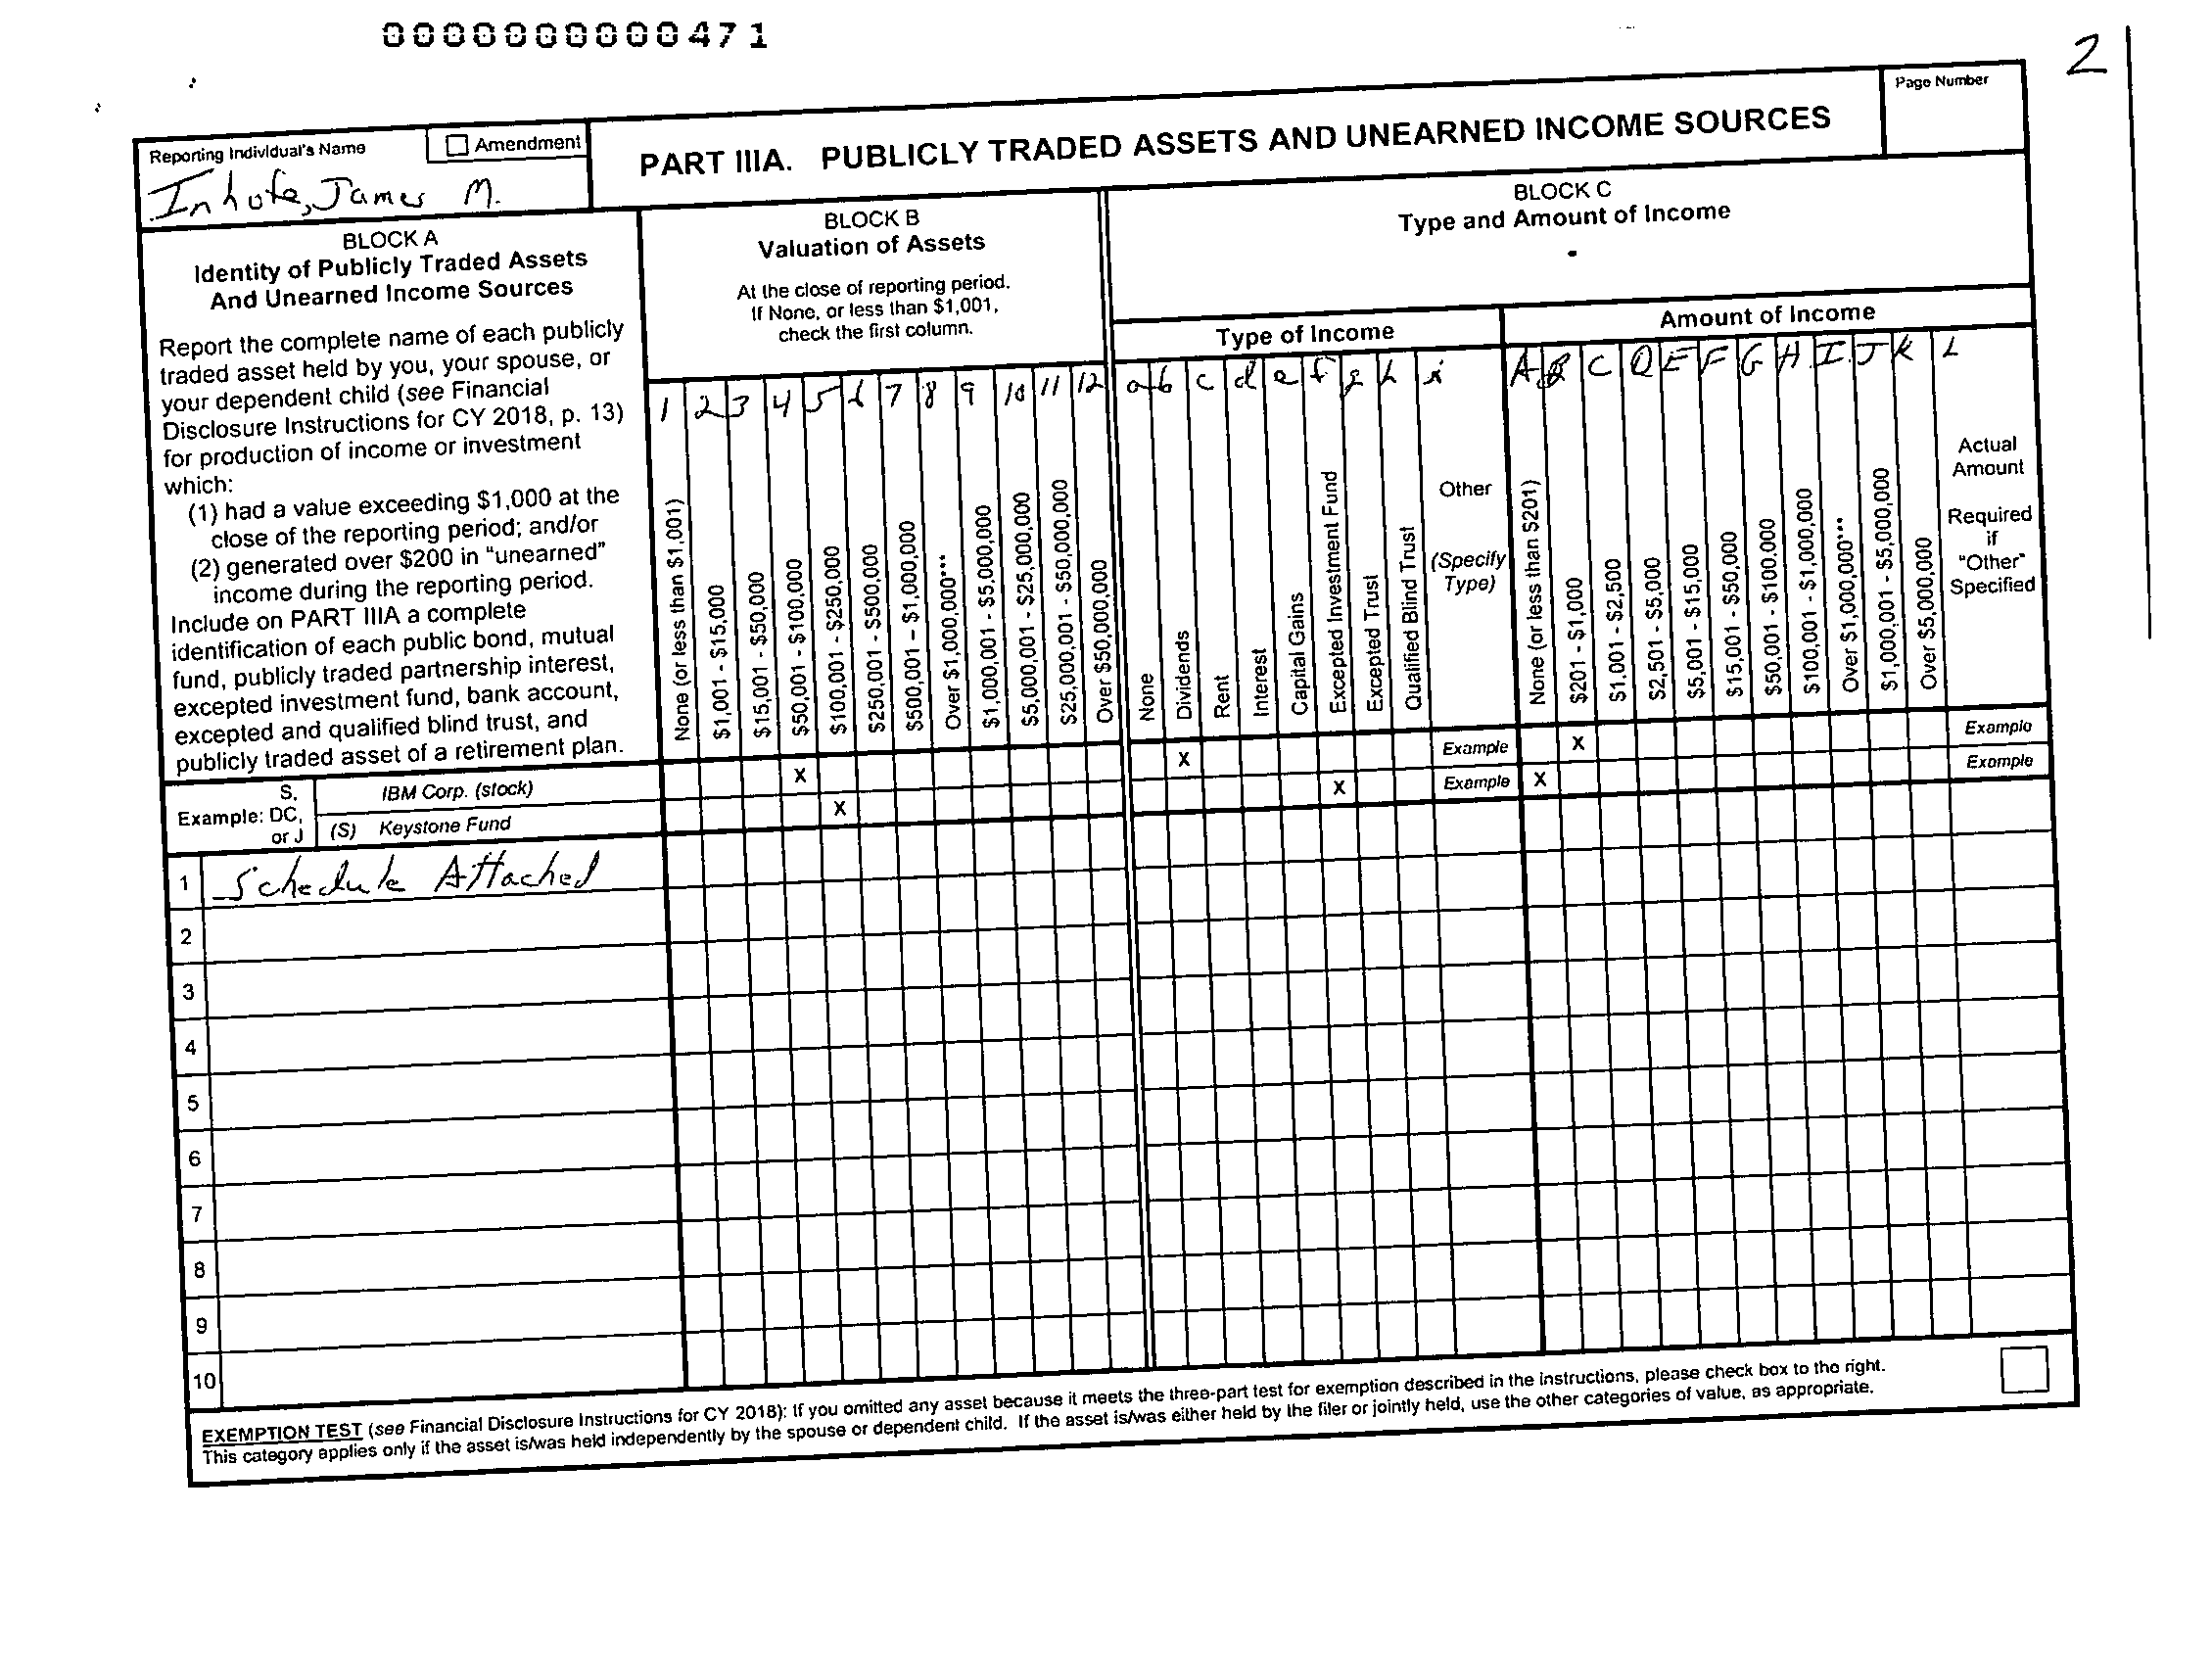 000000000471
2
Page Number
Reporting Individual's Name
Amendment
Inhofe, James M.
PART IIIA. PUBLICLY TRADED ASSETS AND UNEARNED INCOME SOURCES
BLOCK A
Identity of Publicly Traded Assets
And Unearned Income Sources
Report the complete name of each publicly
traded asset held by you, your spouse, or
your dependent child (see Financial
Disclosure Instructions for CY 2018, p. 13)
for production of income or investment
which:
(1) had a value exceeding $1,000 at the
close of the reporting period; and/or
(2) generated over $200 in "unearned"
income during the reporting period.
Include on PART IIIA a complete
identification of each public bond, mutual
fund, publicly traded partnership interest,
excepted investment fund, bank account,
excepted and qualified blind trust, and
publicly traded asset of a retirement plan.
BLOCK B
Valuation of Assets
At the close of reporting period.
If None, or less than $1,001,
check the first column.
1 2 3 4 5 6 7 8 9 10 11 12
None (or less than $1,001)
$1,001 - $15,000
$15,001 - $50,000
$50,001 - $100,000
$100,001 - $250,000
$250,001 - $500,000
$500,001 – $1,000,000
Over $1,000,000***
$1,000,001 - $5,000,000
$5,000,001 - $25,000,000
$25,000,001 - $50,000,000
Over $50,000,000
BLOCK C
Type and Amount of Income
Type of Income
a b c d e f g h i
None
Dividends
Rent
Interest
Capital Gains
Excepted Investment Fund
Excepted Trust
Qualified Blind Trust
Other
(Specify
Type)
Amount of Income
A B C D E F G H I J K L
None (or less than $201)
$201 - $1,000
$1,001 - $2,500
$2,501 - $5,000
$5,001 - $15,000
$15,001 - $50,000
$50,001 - $100,000
$100,001 - $1,000,000
Over $1,000,000***
$1,000,001 - $5,000,000
Over $5,000,000
Actual
Amount
Required
if
"Other"
Specified
Example: S, DC, or J
IBM Corp. (stock) X X Example X Example
(S) Keystone Fund X X Example X Example
1 Schedule Attached
2
3
4
5
6
7
8
9
10
EXEMPTION TEST (see Financial Disclosure Instructions for CY 2018): If you omitted any asset because it meets the three-part test for exemption described in the instructions, please check box to the right.
This category applies only if the asset is/was held independently by the spouse or dependent child. If the asset is/was either held by the filer or jointly held, use the other categories of value, as appropriate.